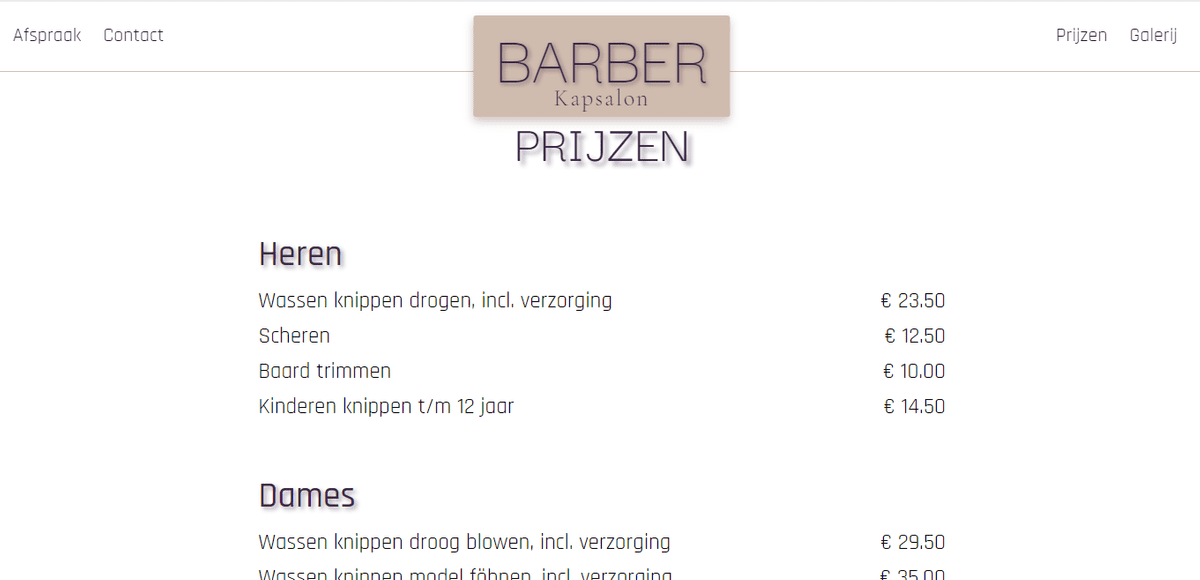 Afspraak Contact Prijzen Galerij
BARBER
Kapsalon
PRIJZEN
Heren
Wassen knippen drogen, incl. verzorging € 23.50
Scheren € 12.50
Baard trimmen € 10.00
Kinderen knippen t/m 12 jaar € 14.50
Dames
Wassen knippen droog blowen, incl. verzorging € 29.50
Wassen knippen model föhnen, incl. verzorging € 35.00